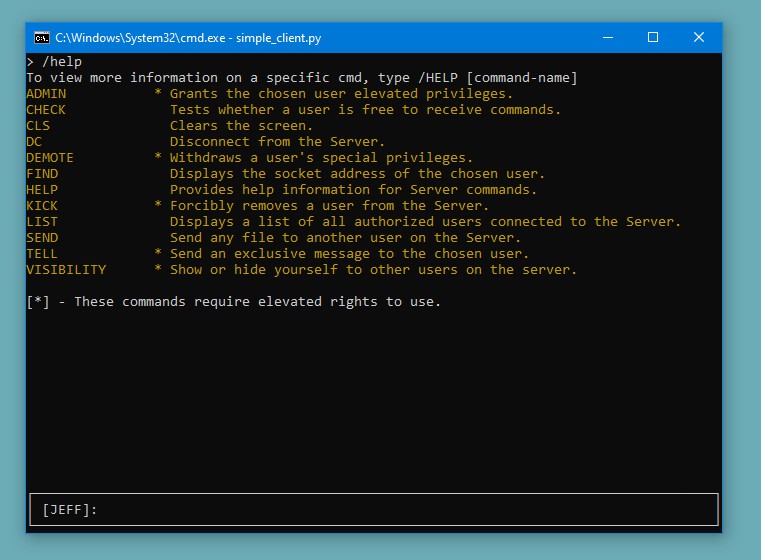 C:\Windows\System32\cmd.exe - simple_client.py
> /help
To view more information on a specific cmd, type /HELP [command-name]
ADMIN * Grants the chosen user elevated privileges.
CHECK Tests whether a user is free to receive commands.
CLS Clears the screen.
DC Disconnect from the Server.
DEMOTE * Withdraws a user's special privileges.
FIND Displays the socket address of the chosen user.
HELP Provides help information for Server commands.
KICK * Forcibly removes a user from the Server.
LIST Displays a list of all authorized users connected to the Server.
SEND Send any file to another user on the Server.
TELL * Send an exclusive message to the chosen user.
VISIBILITY * Show or hide yourself to other users on the server.
[*] - These commands require elevated rights to use.
[JEFF]: